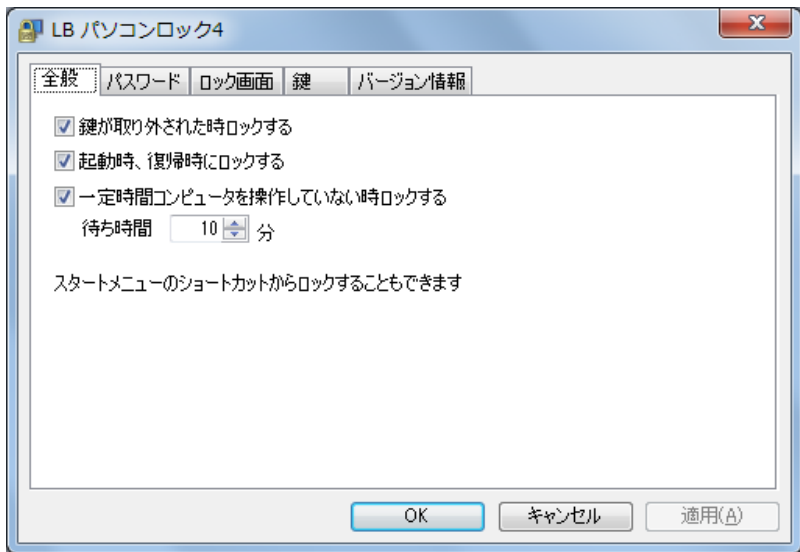 LB パソコンロック4
全般 パスワード ロック画面 鍵 バージョン情報
鍵が取り外された時ロックする
起動時、復帰時にロックする
一定時間コンピュータを操作していない時ロックする
待ち時間 10 分
スタートメニューのショートカットからロックすることもできます
OK キャンセル 適用(A)